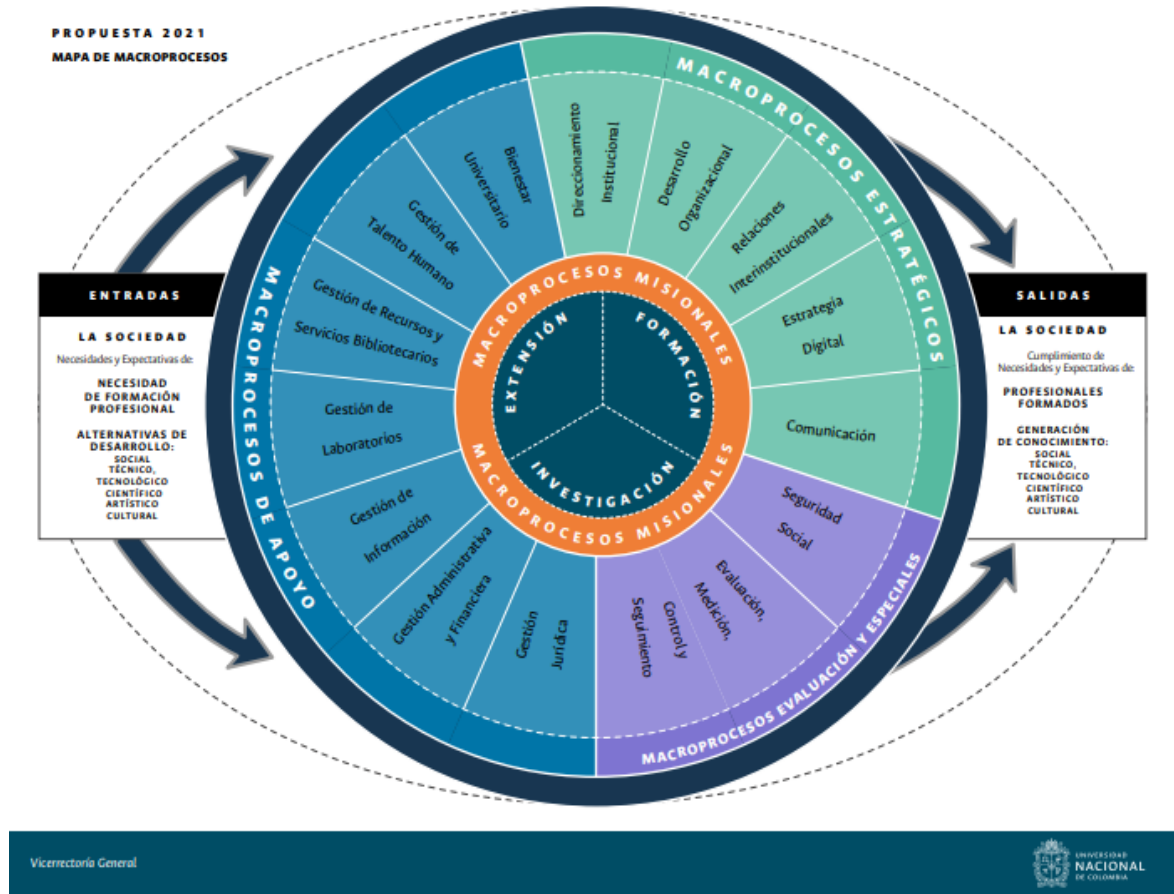 PROPUESTA 2021
MAPA DE MACROPROCESOS
ENTRADAS
LA SOCIEDAD
Necesidades y Expectativas de:
NECESIDAD
DE FORMACIÓN
PROFESIONAL
ALTERNATIVAS DE
DESARROLLO:
SOCIAL
TÉCNICO,
TECNOLÓGICO
CIENTÍFICO
ARTÍSTICO
CULTURAL
MACROPROCESOS DE APOYO
Bienestar
Universitario
Gestión de
Talento Humano
Gestión de Recursos y
Servicios Bibliotecarios
Gestión de
Laboratorios
Gestión de
Información
Gestión Administrativa
y Financiera
Gestión
Jurídica
MACROPROCESOS ESTRATÉGICOS
Direccionamiento
Institucional
Desarrollo
Organizacional
Relaciones
Interinstitucionales
Estrategia
Digital
Comunicación
MACROPROCESOS EVALUACIÓN Y ESPECIALES
Seguridad
Social
Evaluación,
Medición,
Control y
Seguimiento
MACROPROCESOS MISIONALES
EXTENSIÓN
FORMACIÓN
INVESTIGACIÓN
MACROPROCESOS MISIONALES
SALIDAS
LA SOCIEDAD
Cumplimiento de
Necesidades y Expectativas de:
PROFESIONALES
FORMADOS
GENERACIÓN
DE CONOCIMIENTO:
SOCIAL
TÉCNICO,
TECNOLÓGICO
CIENTÍFICO
ARTÍSTICO
CULTURAL
Vicerrectoría General
UNIVERSIDAD
NACIONAL
DE COLOMBIA